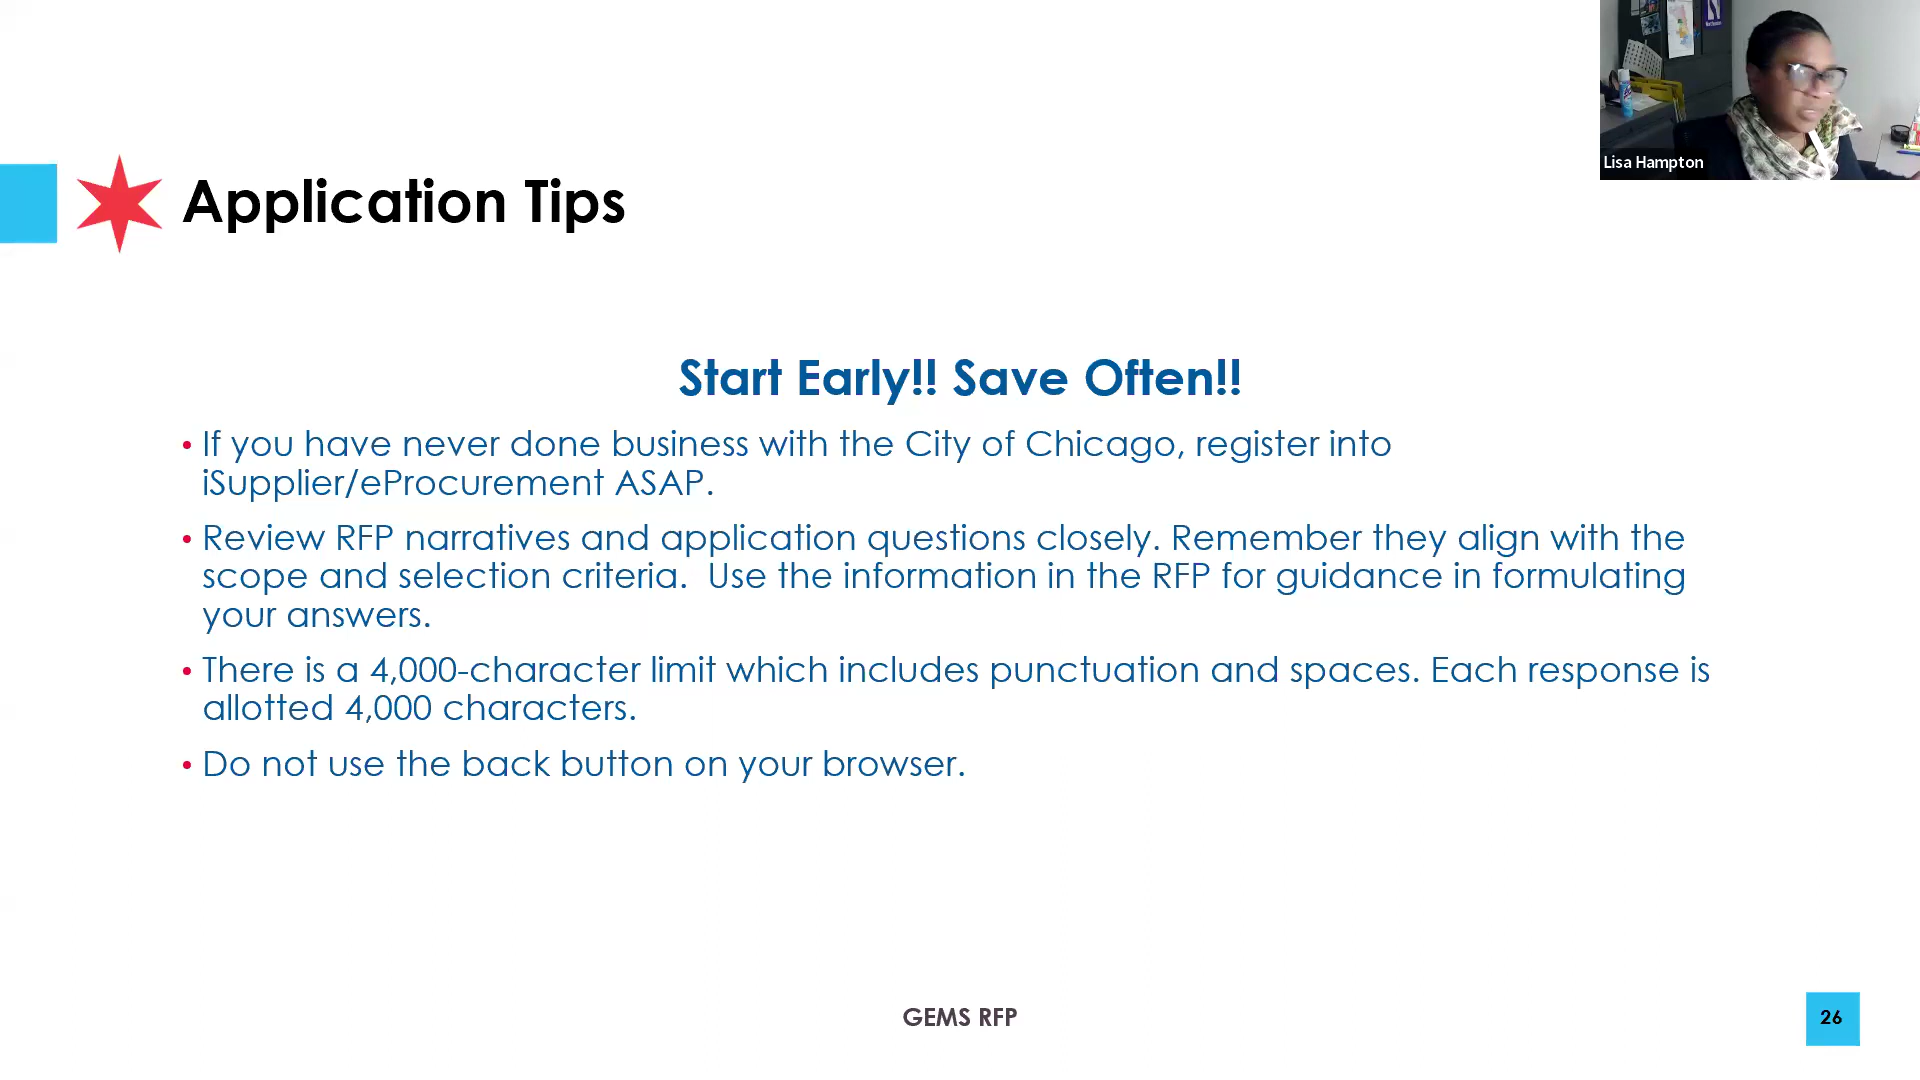 Lisa Hampton
Application Tips
Start Early!! Save Often!!
• If you have never done business with the City of Chicago, register into
iSupplier/eProcurement ASAP.
• Review RFP narratives and application questions closely. Remember they align with the
scope and selection criteria.  Use the information in the RFP for guidance in formulating
your answers.
• There is a 4,000-character limit which includes punctuation and spaces. Each response is
allotted 4,000 characters.
• Do not use the back button on your browser.
GEMS RFP
26